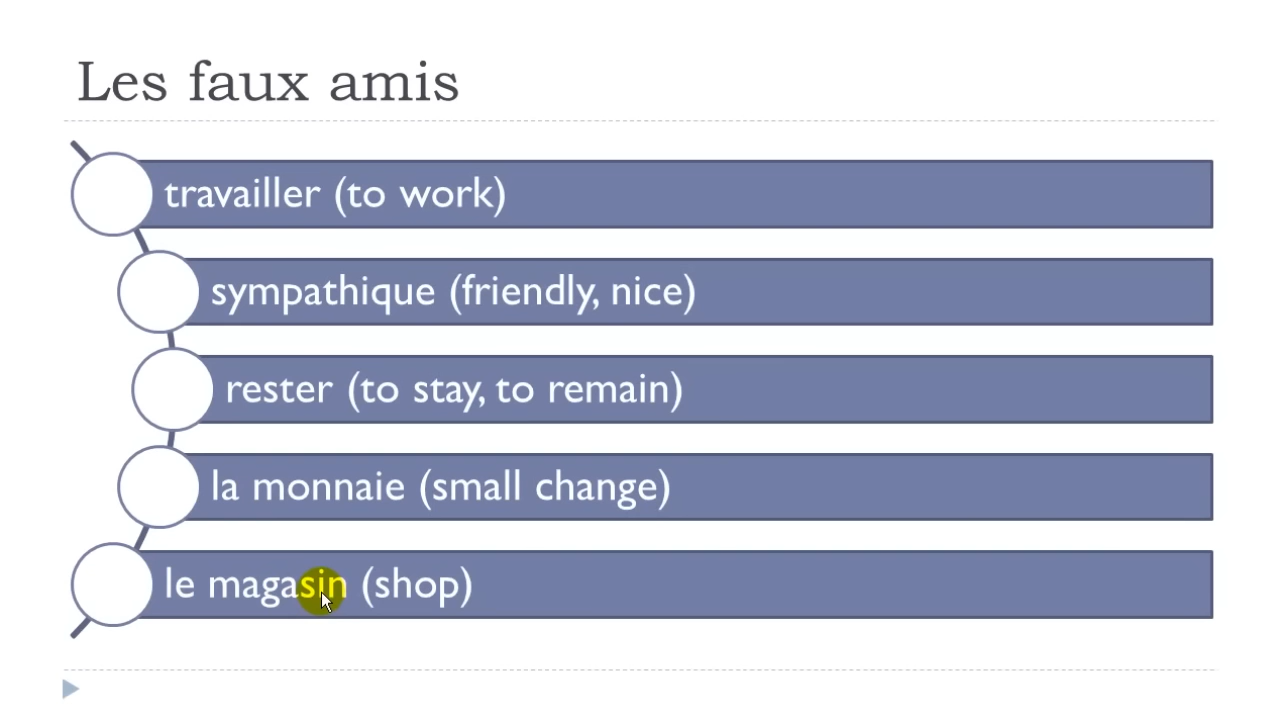 Les faux amis
travailler (to work)
sympathique (friendly, nice)
rester (to stay, to remain)
la monnaie (small change)
le magasin (shop)